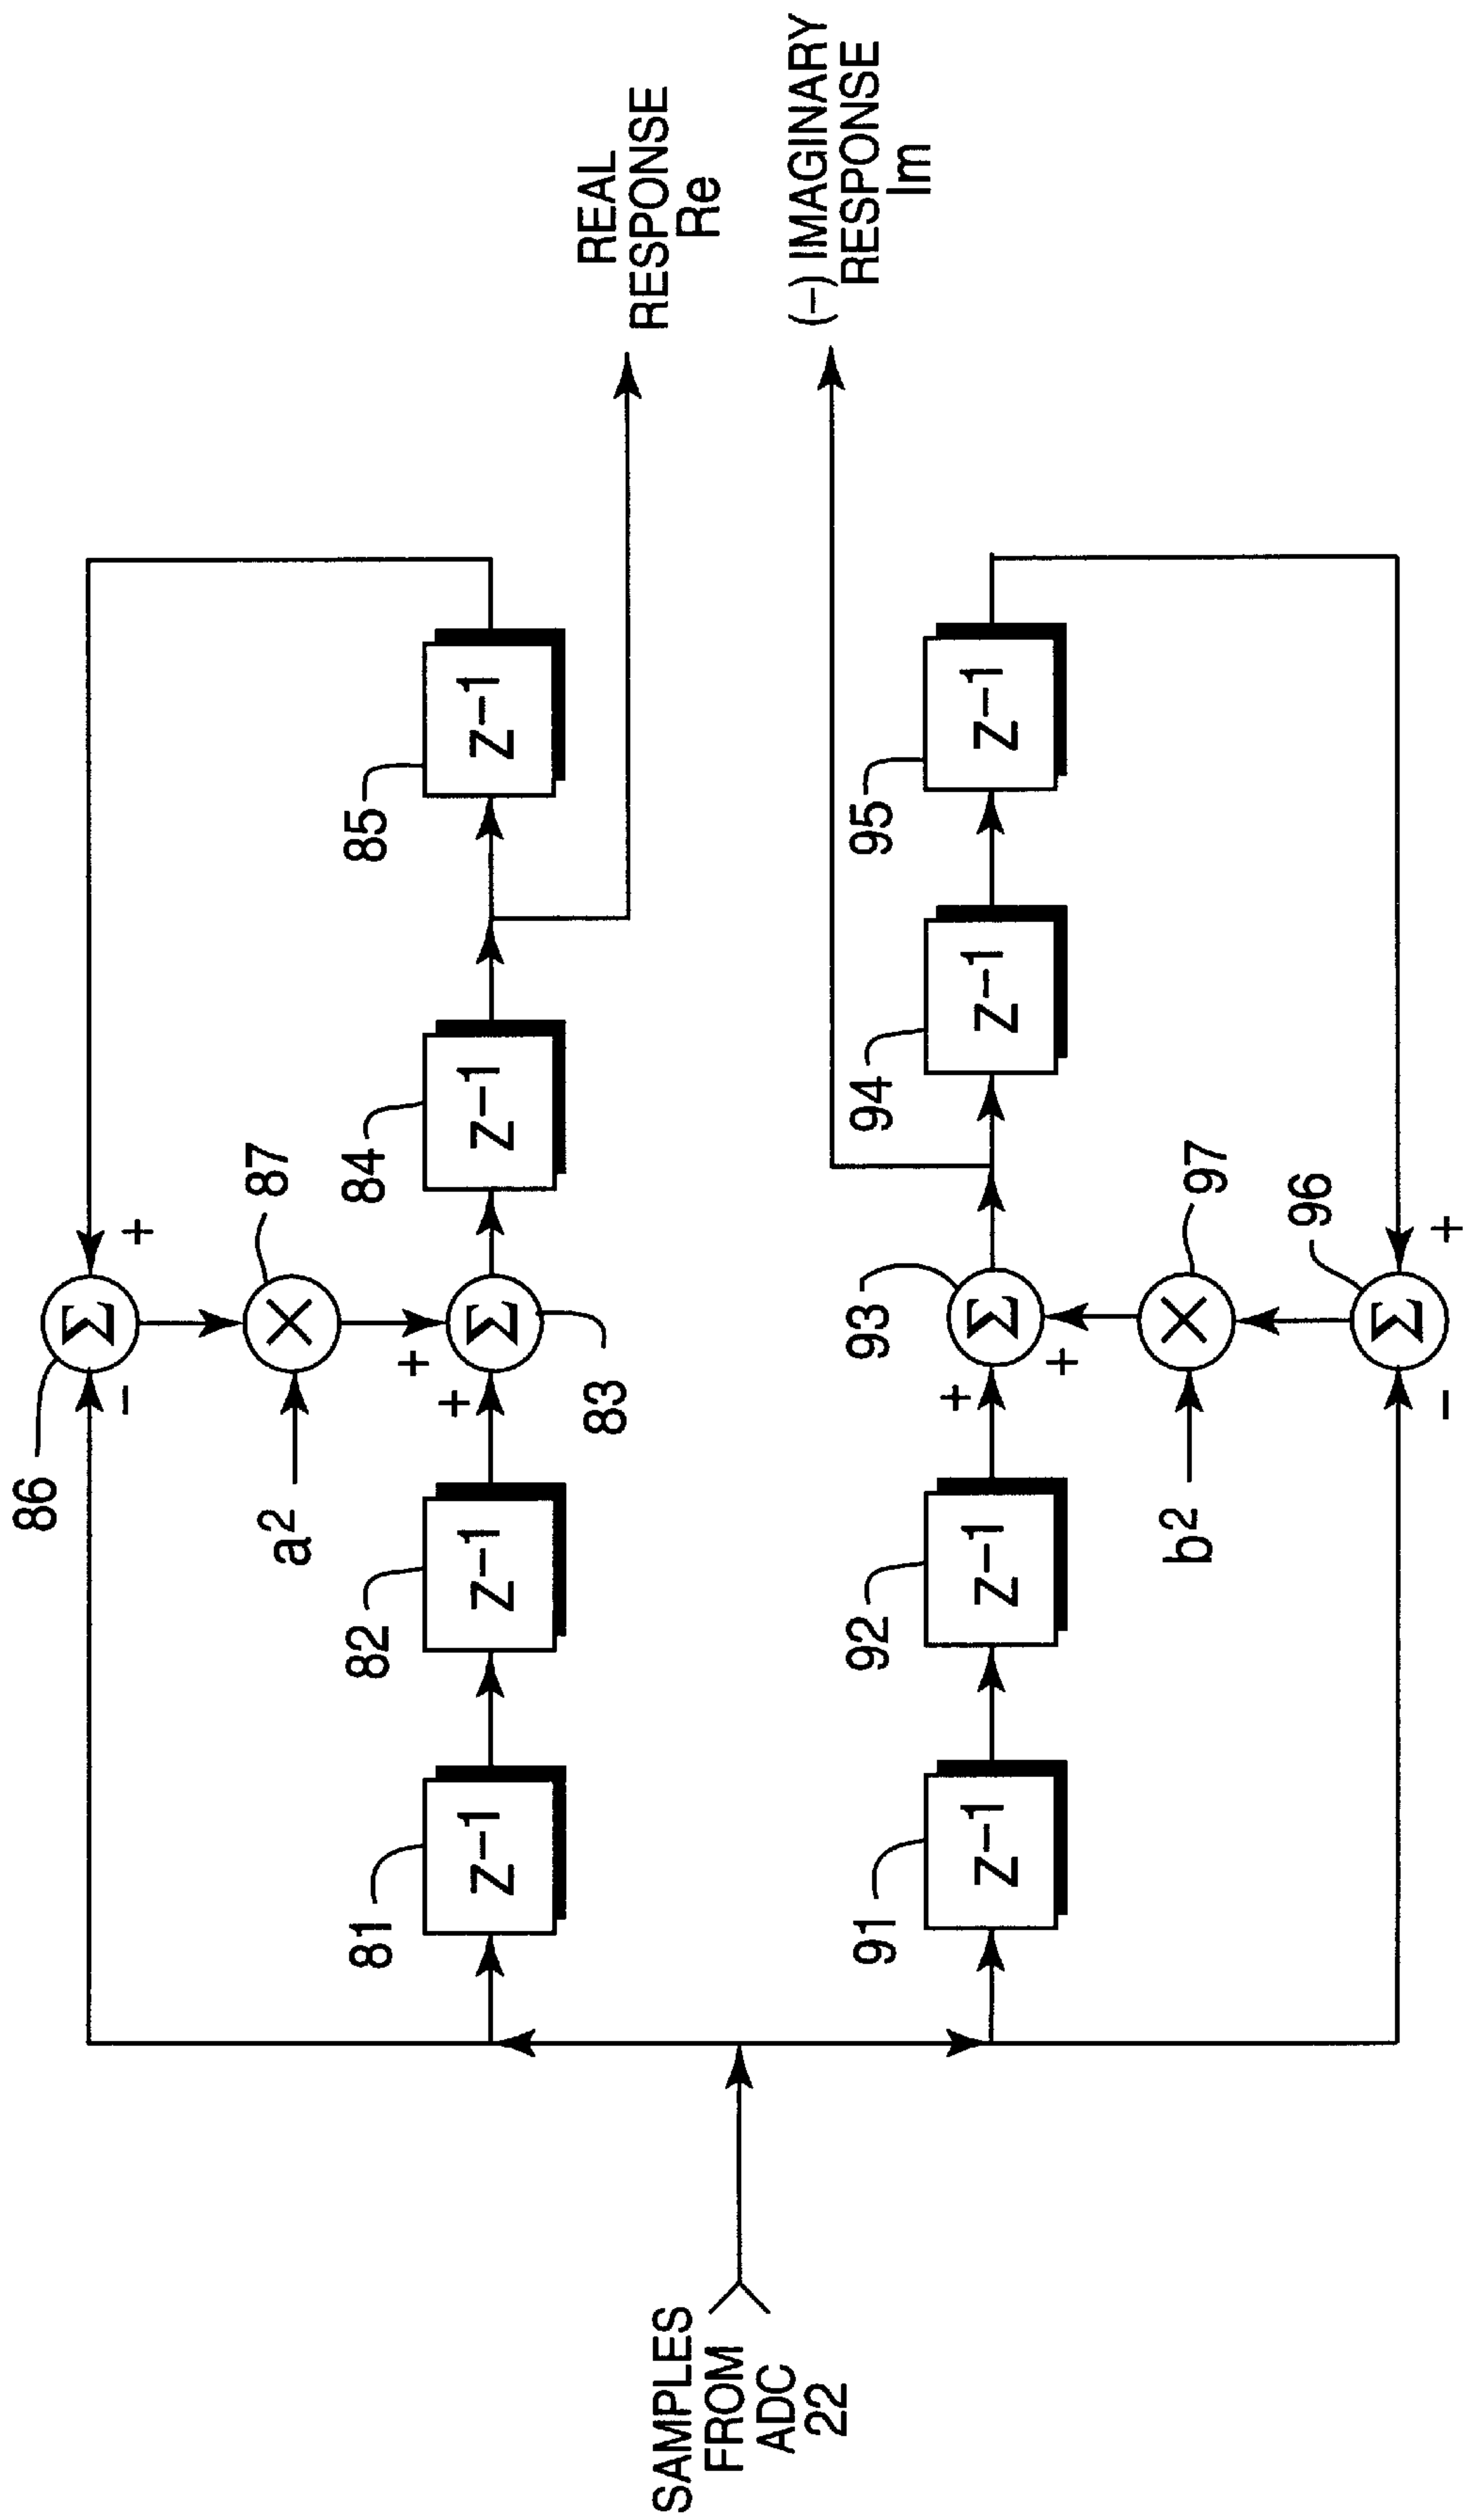 SAMPLES
FROM
ADC
22
86
−
+
a²
87
+
+
83
81
z⁻¹
82
z⁻¹
Σ
×
Σ
84
z⁻¹
85
z⁻¹
REAL
RESPONSE
Re
91
z⁻¹
92
z⁻¹
+
93
Σ
+
94
z⁻¹
95
z⁻¹
(−) IMAGINARY
RESPONSE
Im
b²
×
97
Σ
96
−
+